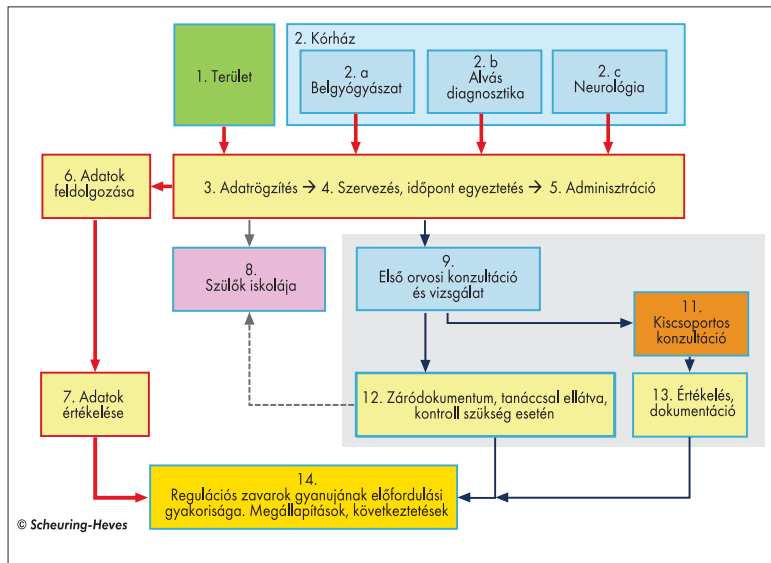 2. Kórház
1. Terület
2. a
Belgyógyászat
2. b
Alvás
diagnosztika
2. c
Neurológia
6. Adatok
feldolgozása
3. Adatrögzítés → 4. Szervezés, időpont egyeztetés → 5. Adminisztráció
8.
Szülők iskolája
9.
Első orvosi konzultáció
és vizsgálat
11.
Kiscsoportos
konzultáció
7. Adatok
értékelése
12. Záródokumentum, tanáccsal ellátva,
kontroll szükség esetén
13. Értékelés,
dokumentáció
14.
Regulációs zavarok gyanujának előfordulási
gyakorisága. Megállapítások, következtetések
© Scheuring-Heves